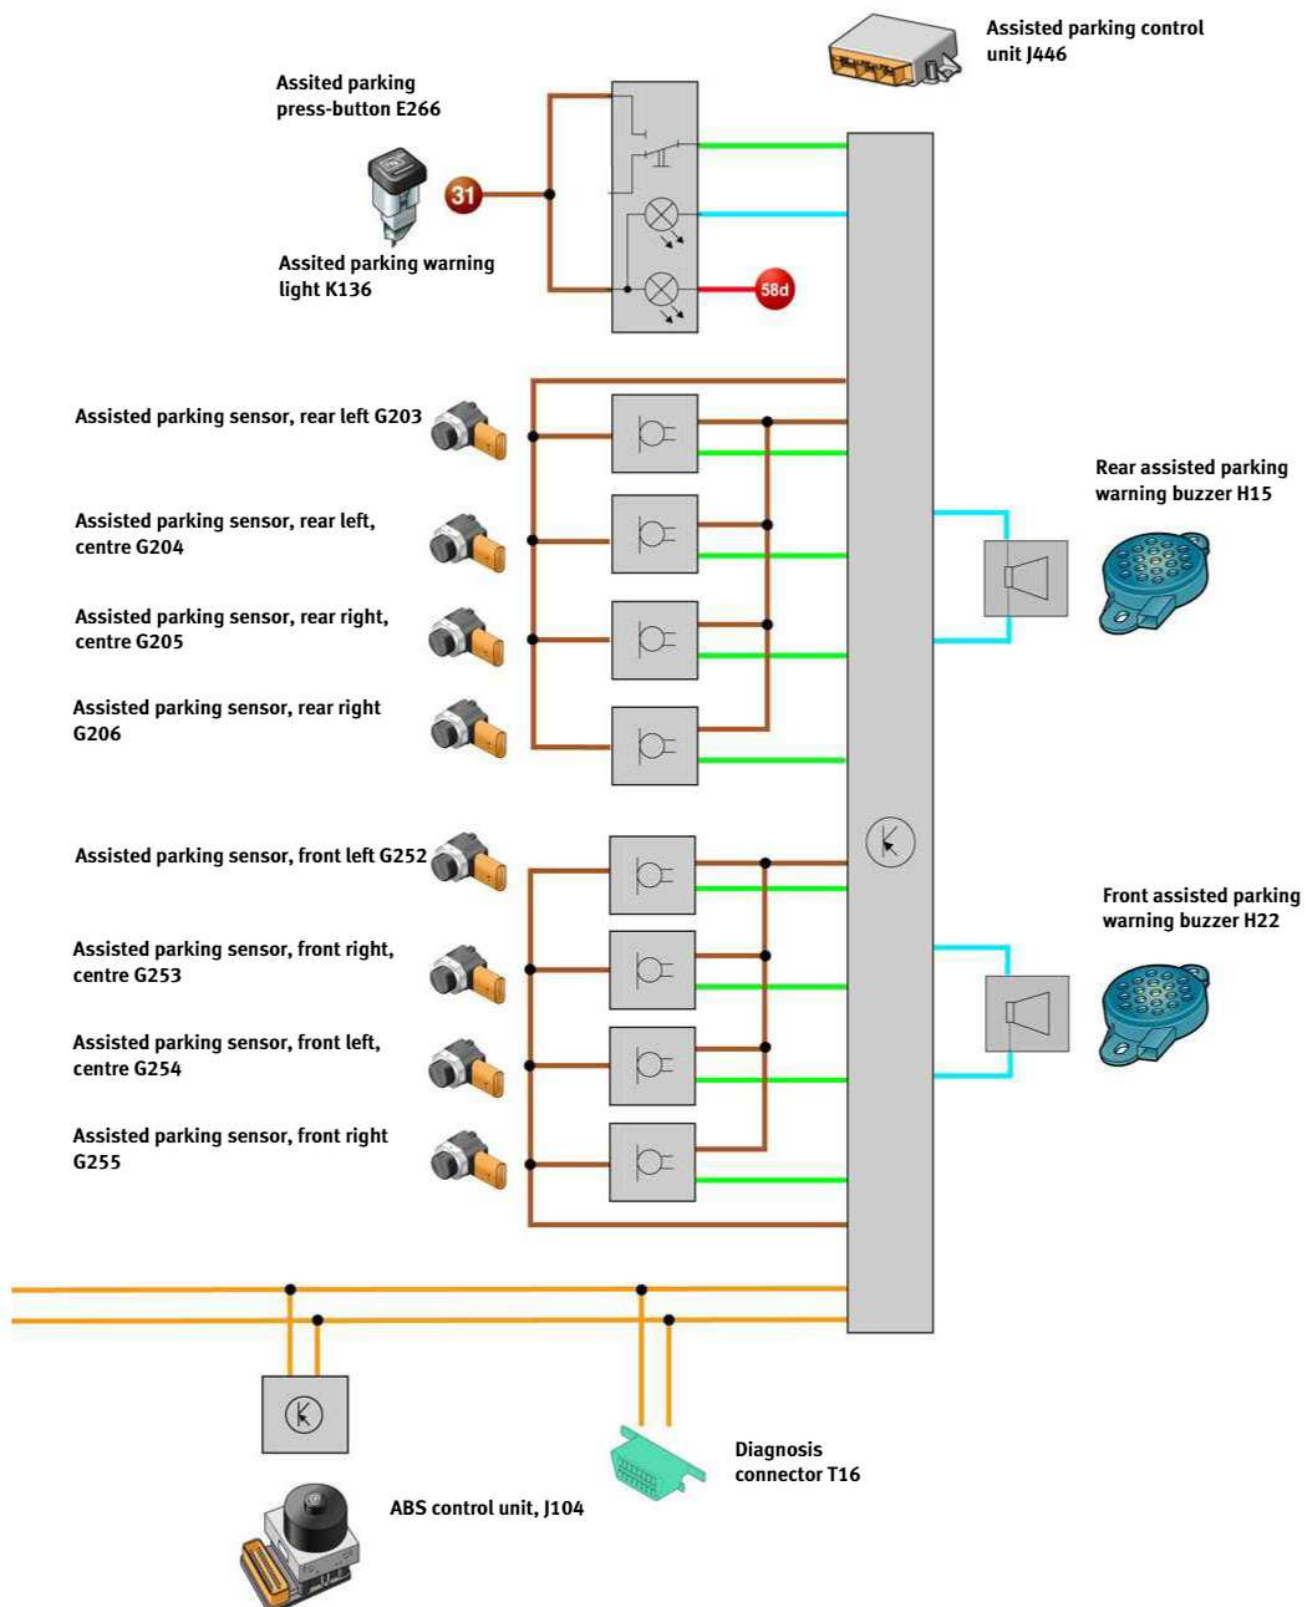 Assisted parking control
unit J446
Assited parking
press-button E266
31
Assited parking warning
light K136
58d
Assisted parking sensor, rear left G203
Assisted parking sensor, rear left,
centre G204
Rear assisted parking
warning buzzer H15
Assisted parking sensor, rear right,
centre G205
Assisted parking sensor, rear right
G206
Assisted parking sensor, front left G252
Front assisted parking
warning buzzer H22
Assisted parking sensor, front right,
centre G253
Assisted parking sensor, front left,
centre G254
Assisted parking sensor, front right
G255
Diagnosis
connector T16
ABS control unit, J104